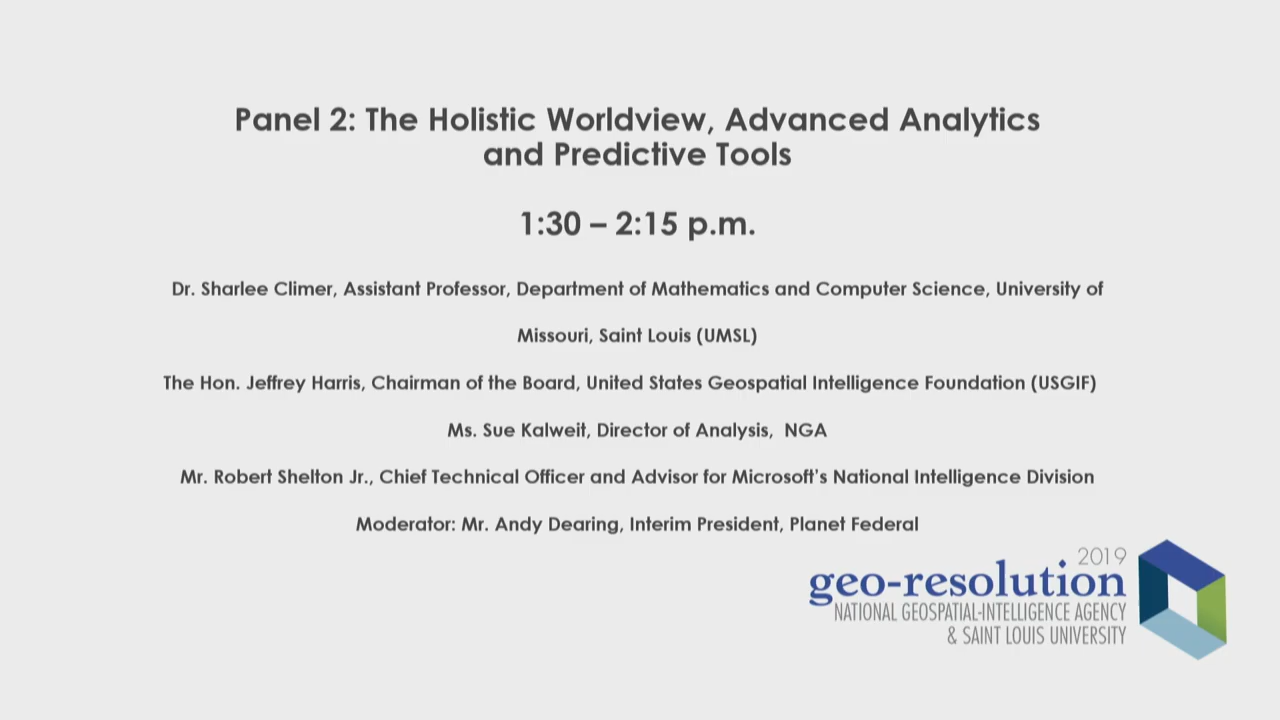 Panel 2: The Holistic Worldview, Advanced Analytics
and Predictive Tools
1:30 – 2:15 p.m.
Dr. Sharlee Climer, Assistant Professor, Department of Mathematics and Computer Science, University of
Missouri, Saint Louis (UMSL)
The Hon. Jeffrey Harris, Chairman of the Board, United States Geospatial Intelligence Foundation (USGIF)
Ms. Sue Kalweit, Director of Analysis,  NGA
Mr. Robert Shelton Jr., Chief Technical Officer and Advisor for Microsoft's National Intelligence Division
Moderator: Mr. Andy Dearing, Interim President, Planet Federal
2019
geo-resolution
NATIONAL GEOSPATIAL-INTELLIGENCE AGENCY
& SAINT LOUIS UNIVERSITY